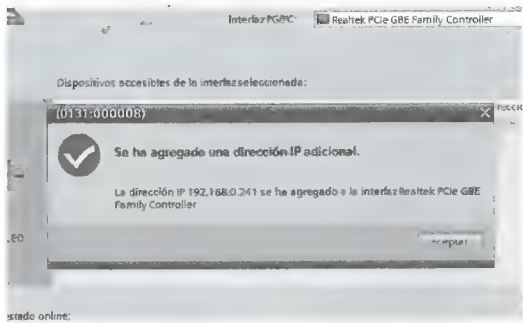 Interfaz PG/PC: Realtek PCIe GBE Family Controller
Dispositivos accesibles de la interfaz seleccionada:
(0131:000008)
Se ha agregado una dirección IP adicional.
La dirección IP 192.168.0.241 se ha agregado a la interfaz Realtek PCIe GBE
Family Controller
Aceptar
estado online: